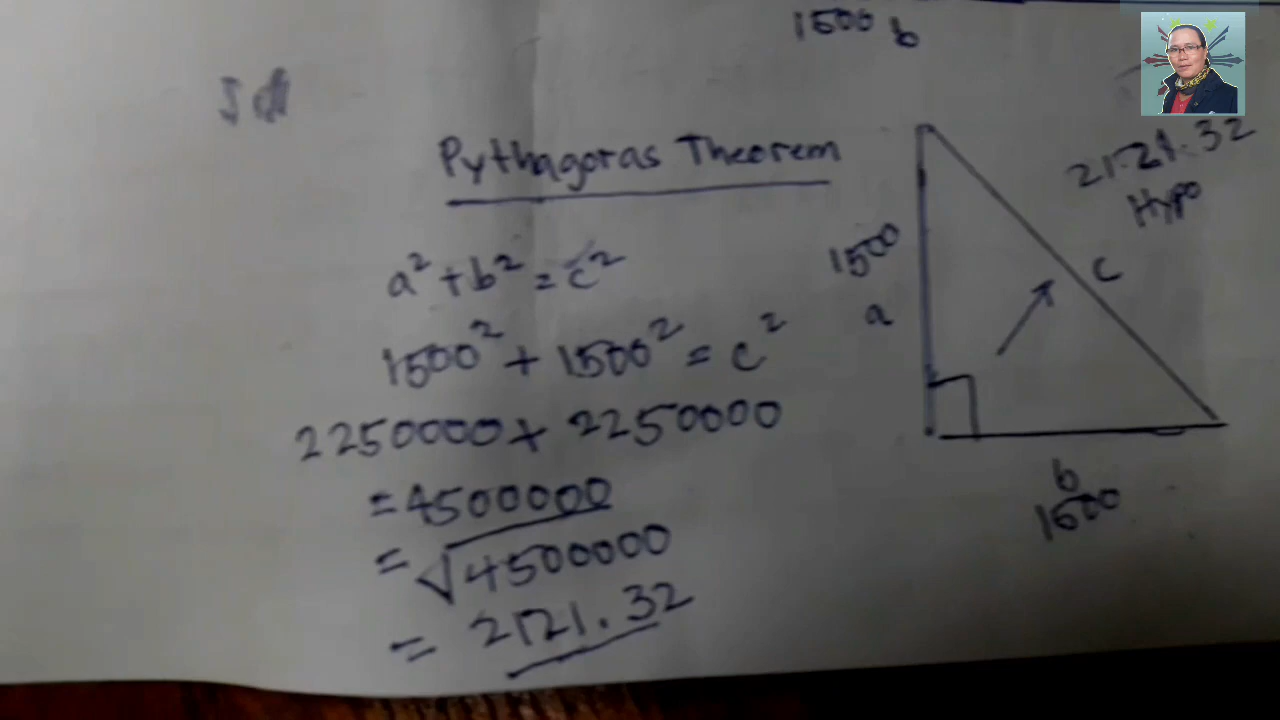 1500 b
Pythagoras Theorem
a² + b² = c²
1500² + 1500² = c²
2250000 + 2250000
= 4500000
= √4500000
= 2121.32
2121.32
Hypo
1500
a
c
b
1500